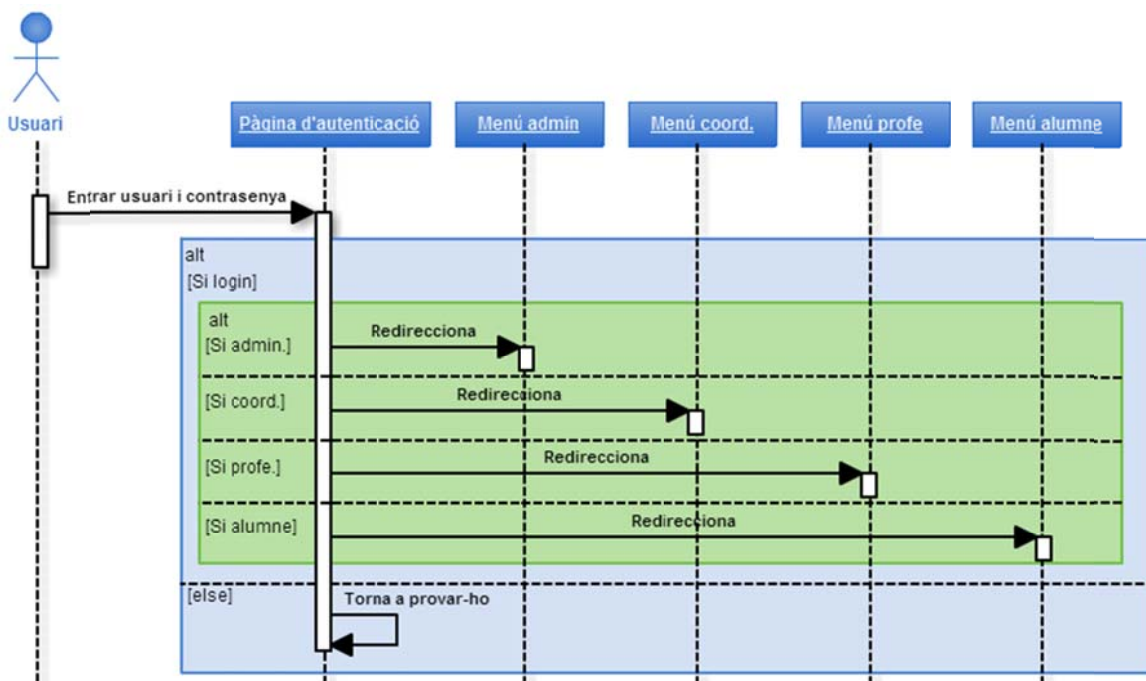 Usuari
Pàgina d'autenticació
Menú admin
Menú coord.
Menú profe
Menú alumne
Entrar usuari i contrasenya
alt
[Si login]
alt
[Si admin.]
Redirecciona
[Si coord.]
Redirecciona
[Si profe.]
Redirecciona
[Si alumne]
Redirecciona
[else]
Torna a provar-ho